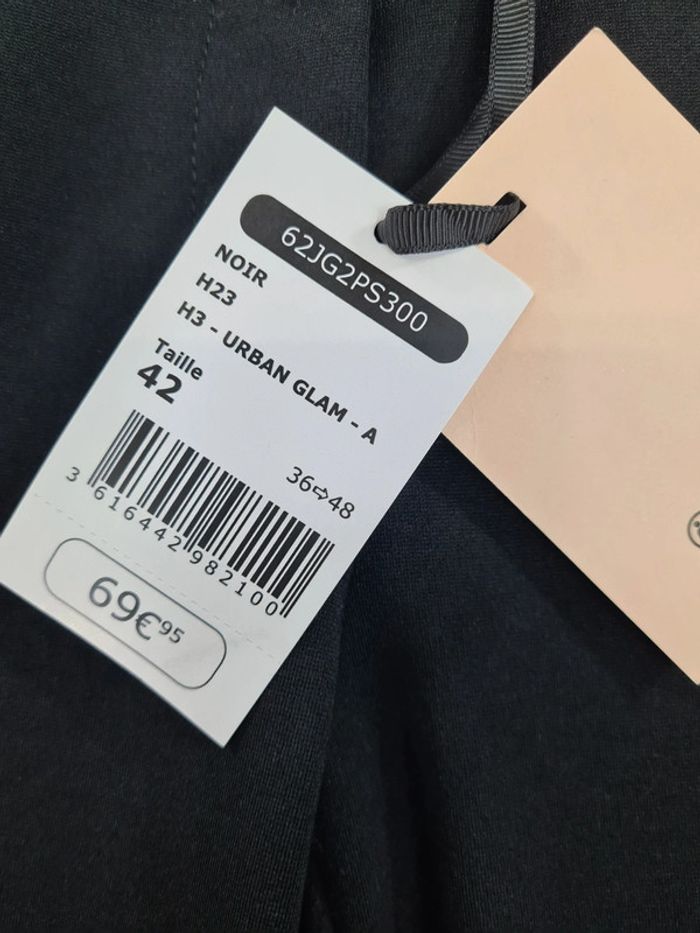 62JG2PS300
NOIR
H23
H3 - URBAN GLAM - A
Taille
42
36⇨48
3 616442 982100
69€95